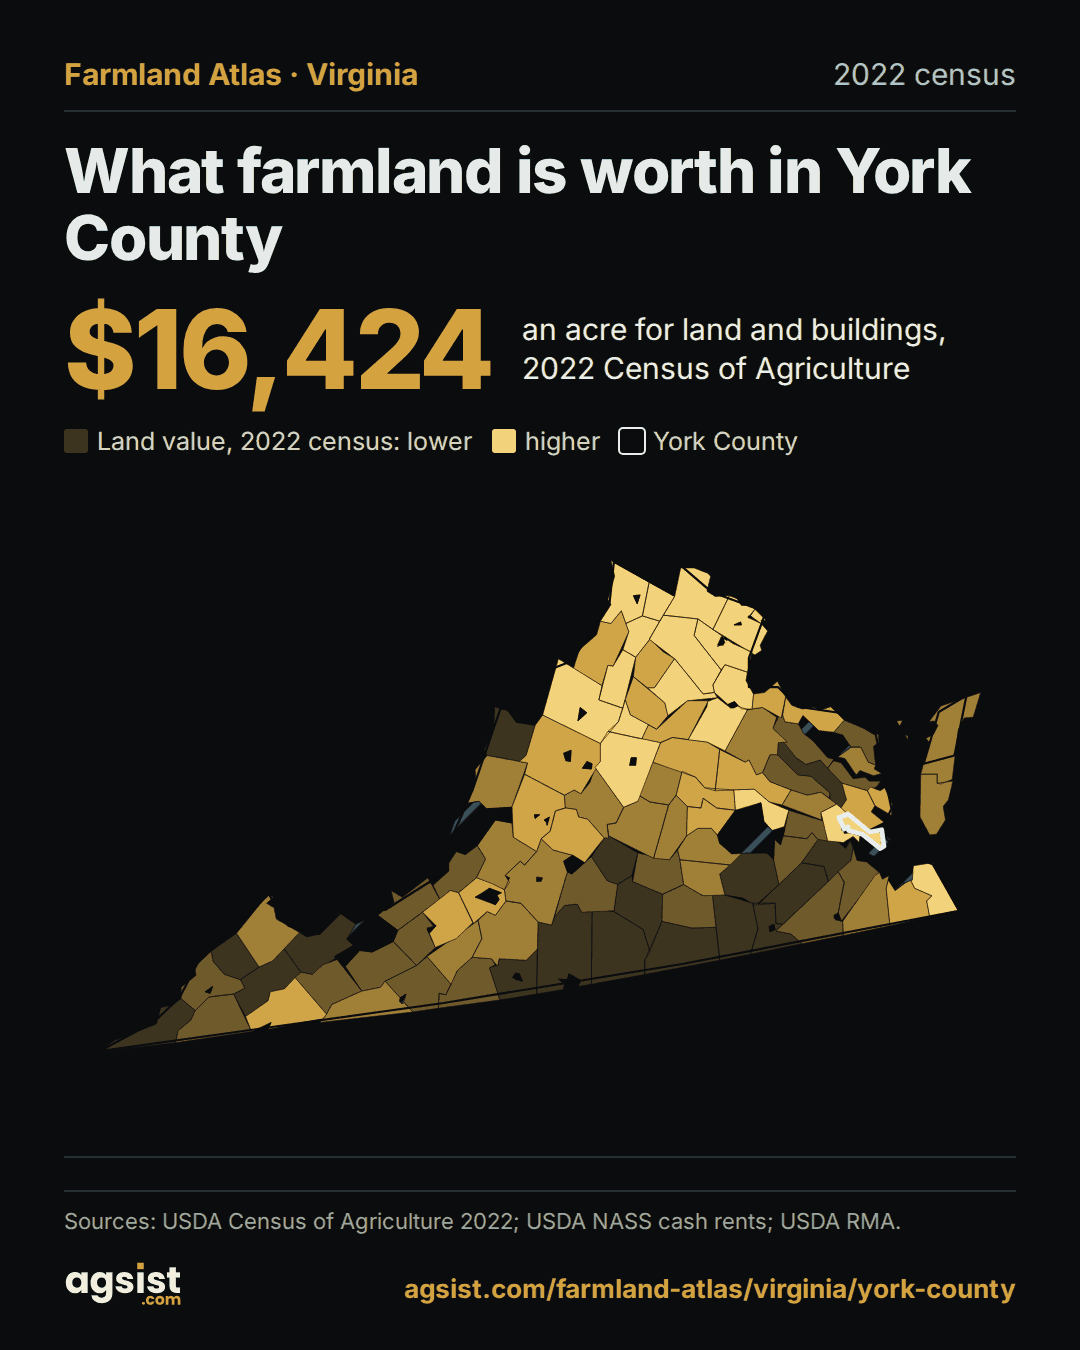 Farmland Atlas · Virginia
2022 census
What farmland is worth in York
County
$16,424
an acre for land and buildings,
2022 Census of Agriculture
Land value, 2022 census: lower
higher
York County
Sources: USDA Census of Agriculture 2022; USDA NASS cash rents; USDA RMA.
agsist
.com
agsist.com/farmland-atlas/virginia/york-county